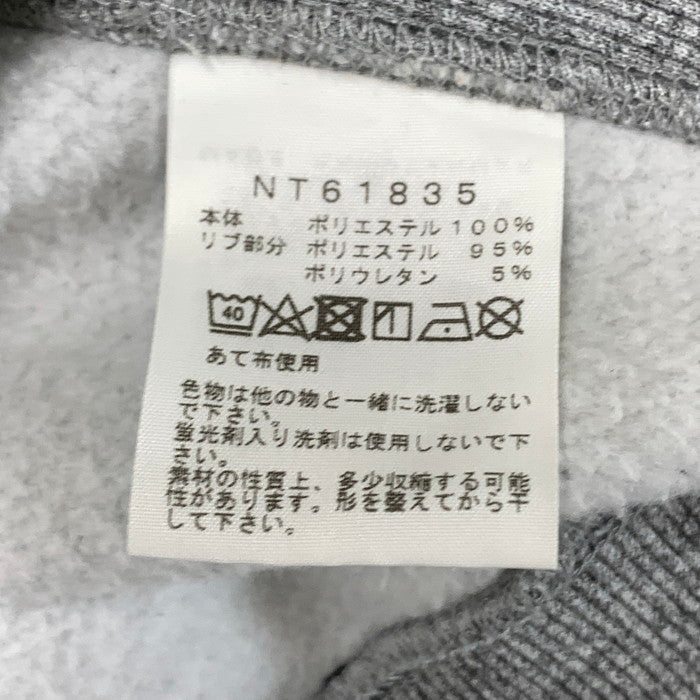 NT61835
本体 ポリエステル 100%
リブ部分 ポリエステル 95%
ポリウレタン 5%
40
あて布使用
色物は他の物と一緒に洗濯しない
で下さい。
蛍光剤入り洗剤は使用しないで下
さい。
素材の性質上、多少収縮する可能
性があります。形を整えてから干
して下さい。